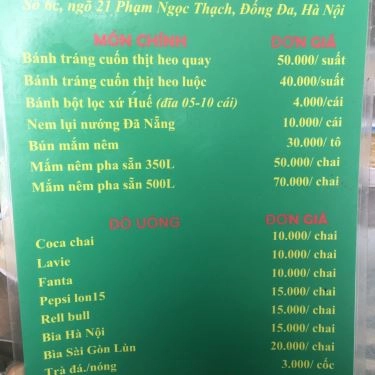 Số 6c, ngõ 21 Phạm Ngọc Thạch, Đống Đa, Hà Nội
MÓN CHÍNH ĐƠN GIÁ
Bánh tráng cuốn thịt heo quay 50.000/suất
Bánh tráng cuốn thịt heo luộc 40.000/suất
Bánh bột lọc xứ Huế (đĩa 05-10 cái) 4.000/cái
Nem lụi nướng Đã Nẵng 10.000/ cái
Bún mắm nêm 30.000/ tô
Mắm nêm pha sẵn 350L 50.000/ chai
Mắm nêm pha sẵn 500L 70.000/ chai
ĐỒ UỐNG ĐƠN GIÁ
Coca chai 10.000/ chai
Lavie 10.000/ chai
Fanta 10.000/ chai
Pepsi lon15 15.000/ chai
Rell bull 15.000/ chai
Bia Hà Nội 15.000/ chai
Bia Sài Gòn Lùn 20.000/ chai
Trà đá./nóng 3.000/ cốc